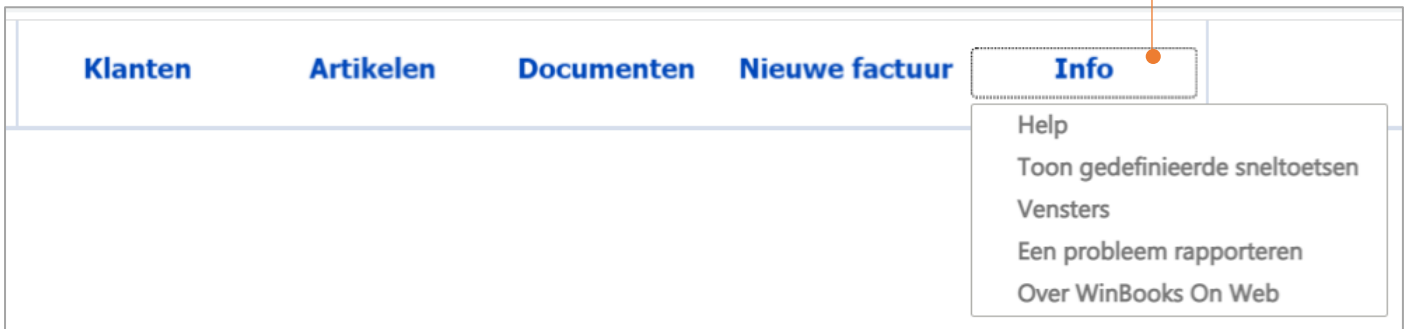 Klanten Artikelen Documenten Nieuwe factuur Info
Help
Toon gedefinieerde sneltoetsen
Vensters
Een probleem rapporteren
Over WinBooks On Web